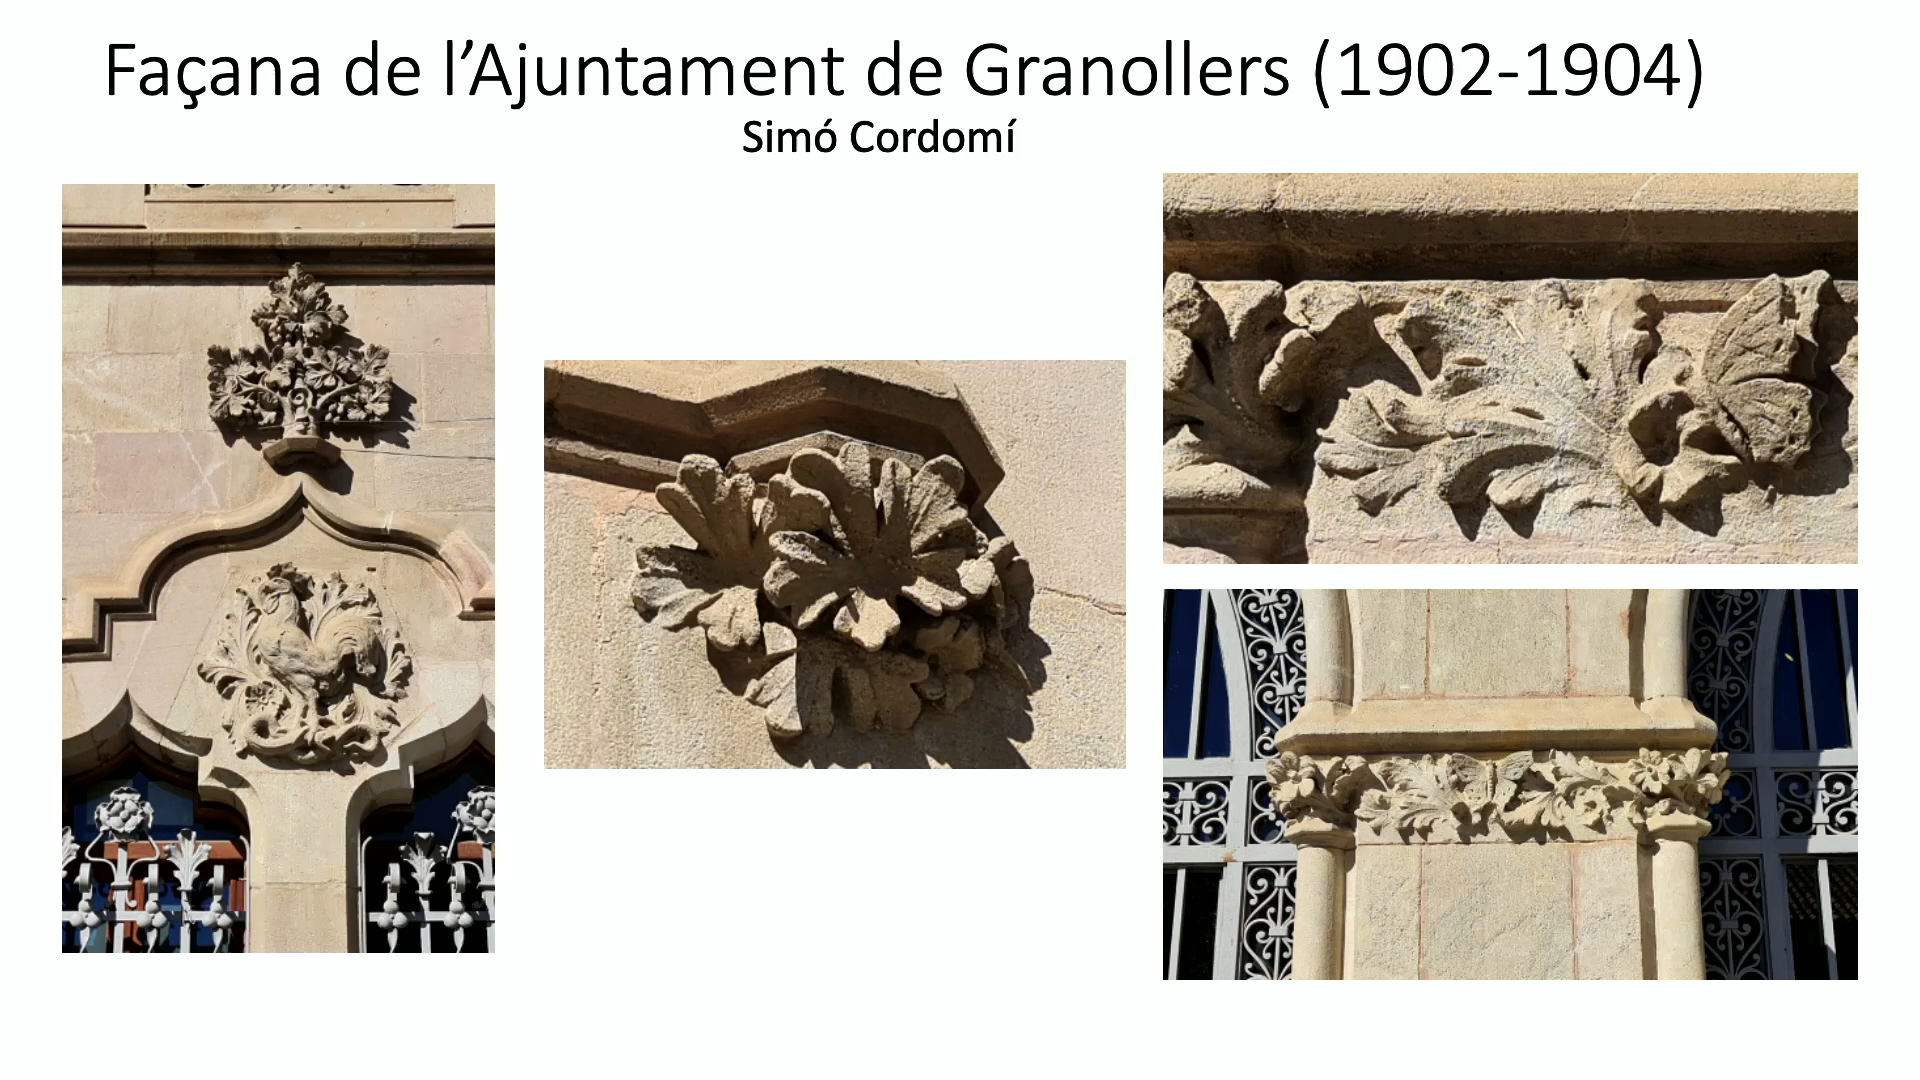 Façana de l’Ajuntament de Granollers (1902-1904)
Simó Cordomí